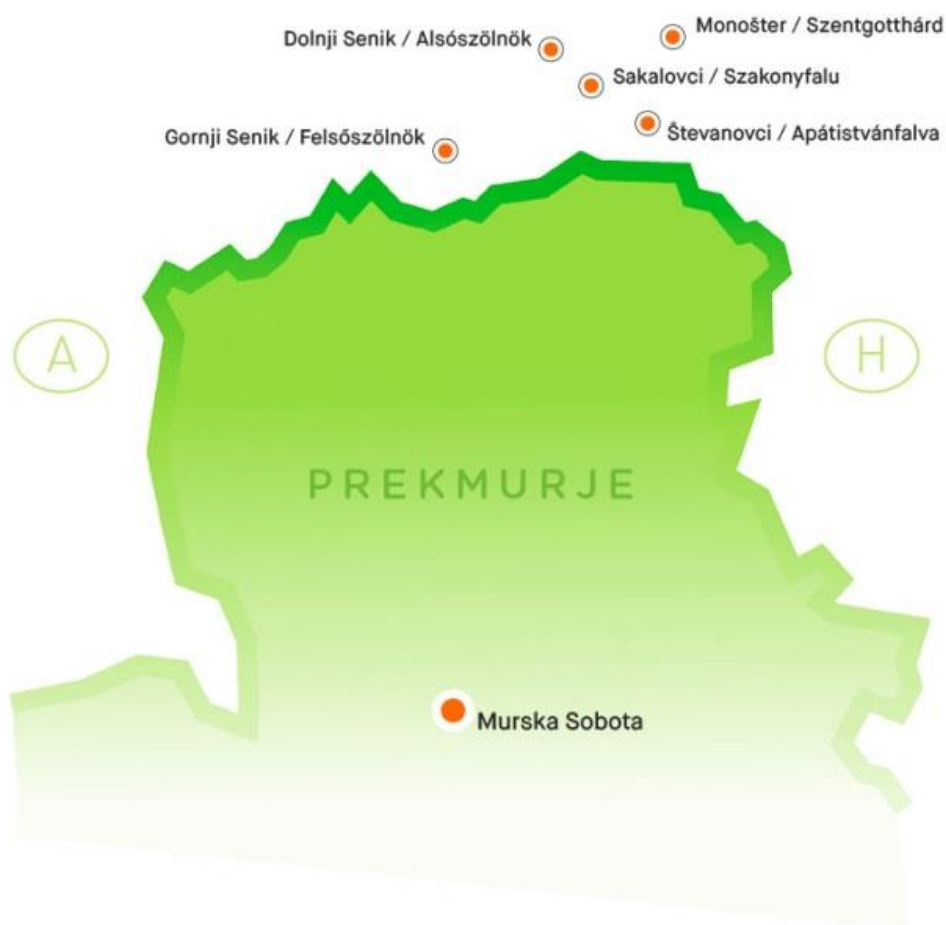 Monošter / Szentgotthárd
Dolnji Senik / Alsószölnök
Sakalovci / Szakonyfalu
Števanovci / Apátistvánfalva
Gornji Senik / Felsőszölnök
A
H
PREKMURJE
Murska Sobota